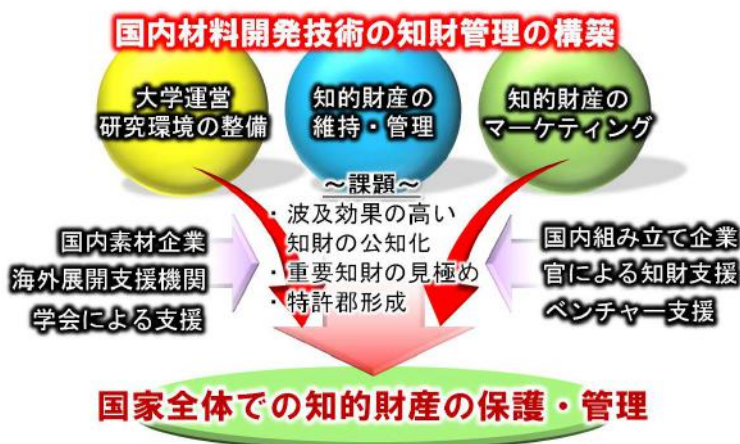 国内材料開発技術の知財管理の構築
大学運営
研究環境の整備
知的財産の
維持・管理
知的財産の
マーケティング
～課題～
・波及効果の高い
知財の公知化
・重要知財の見極め
・特許郡形成
国内素材企業
海外展開支援機関
学会による支援
国内組み立て企業
官による知財支援
ベンチャー支援
国家全体での知的財産の保護・管理